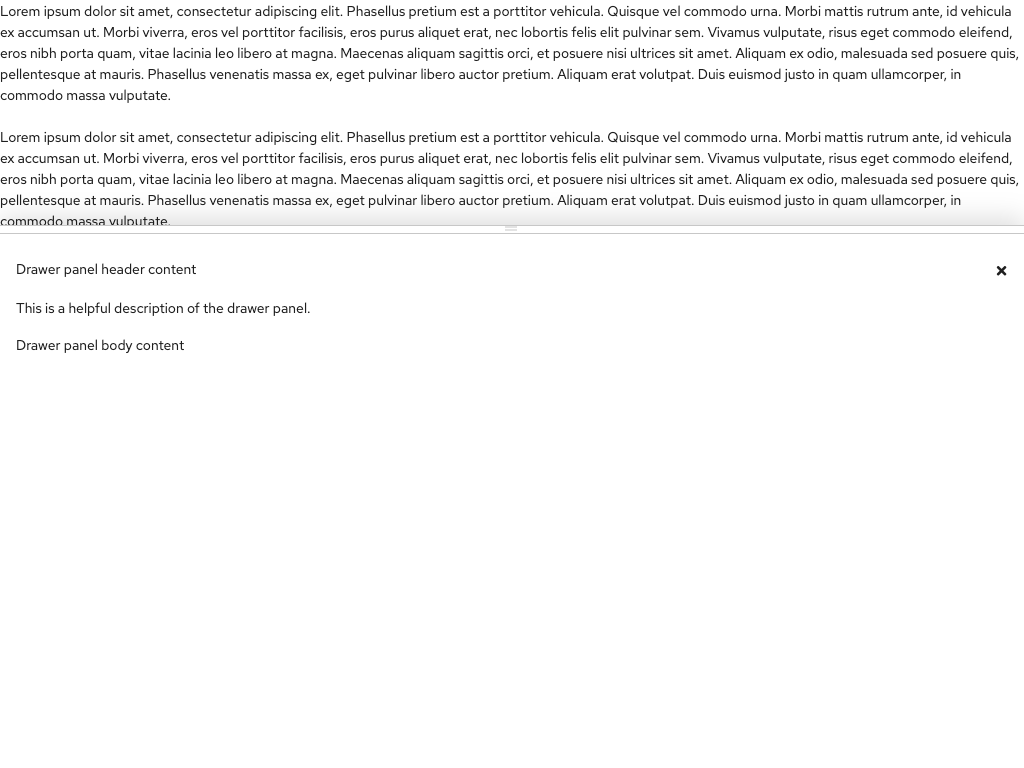 Lorem ipsum dolor sit amet, consectetur adipiscing elit. Phasellus pretium est a porttitor vehicula. Quisque vel commodo urna. Morbi mattis rutrum ante, id vehicula
ex accumsan ut. Morbi viverra, eros vel porttitor facilisis, eros purus aliquet erat, nec lobortis felis elit pulvinar sem. Vivamus vulputate, risus eget commodo eleifend,
eros nibh porta quam, vitae lacinia leo libero at magna. Maecenas aliquam sagittis orci, et posuere nisi ultrices sit amet. Aliquam ex odio, malesuada sed posuere quis,
pellentesque at mauris. Phasellus venenatis massa ex, eget pulvinar libero auctor pretium. Aliquam erat volutpat. Duis euismod justo in quam ullamcorper, in
commodo massa vulputate.
Lorem ipsum dolor sit amet, consectetur adipiscing elit. Phasellus pretium est a porttitor vehicula. Quisque vel commodo urna. Morbi mattis rutrum ante, id vehicula
ex accumsan ut. Morbi viverra, eros vel porttitor facilisis, eros purus aliquet erat, nec lobortis felis elit pulvinar sem. Vivamus vulputate, risus eget commodo eleifend,
eros nibh porta quam, vitae lacinia leo libero at magna. Maecenas aliquam sagittis orci, et posuere nisi ultrices sit amet. Aliquam ex odio, malesuada sed posuere quis,
pellentesque at mauris. Phasellus venenatis massa ex, eget pulvinar libero auctor pretium. Aliquam erat volutpat. Duis euismod justo in quam ullamcorper, in
commodo massa vulputate.
Drawer panel header content
This is a helpful description of the drawer panel.
Drawer panel body content